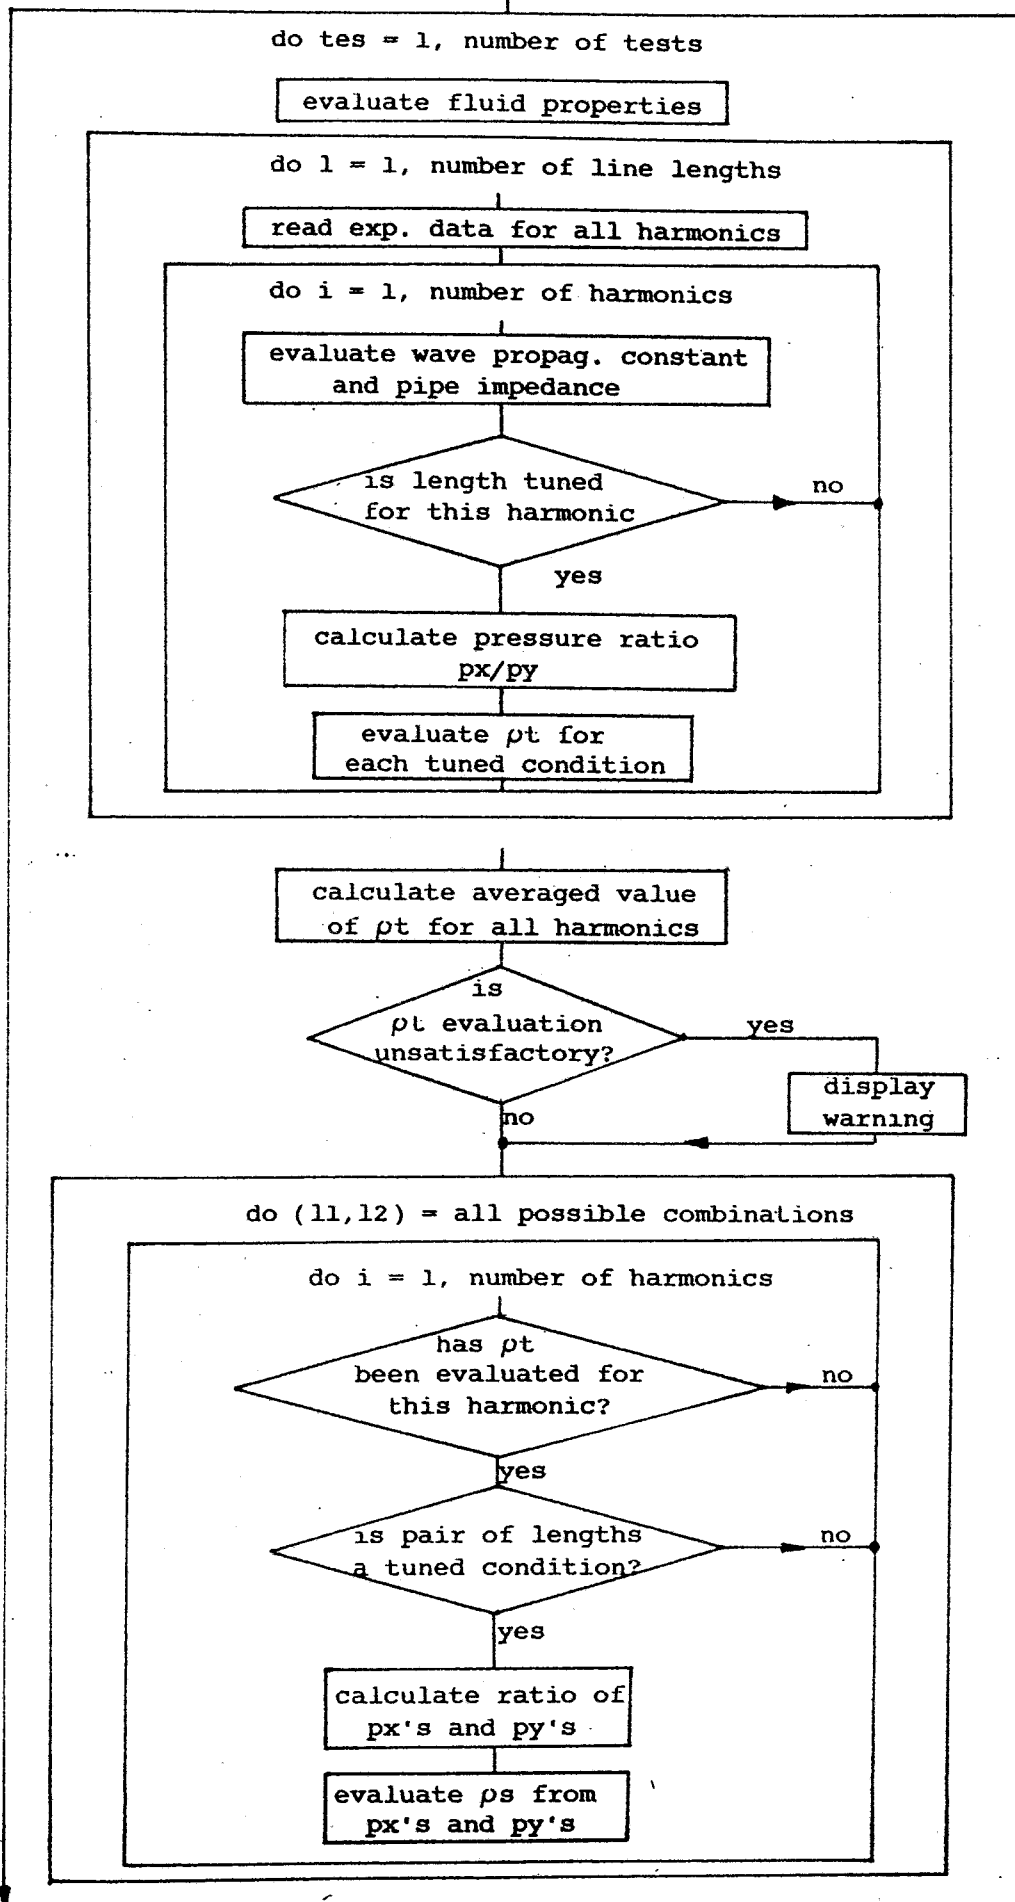 do tes = 1, number of tests
evaluate fluid properties
do l = 1, number of line lengths
read exp. data for all harmonics
do i = 1, number of harmonics
evaluate wave propag. constant
and pipe impedance
is length tuned
for this harmonic
no
yes
calculate pressure ratio
px/py
evaluate ρt for
each tuned condition
calculate averaged value
of ρt for all harmonics
is
ρt evaluation
unsatisfactory?
yes
display
warning
no
do (l1,l2) = all possible combinations
do i = 1, number of harmonics
has ρt
been evaluated for
this harmonic?
no
yes
is pair of lengths
a tuned condition?
no
yes
calculate ratio of
px's and py's
evaluate ρs from
px's and py's